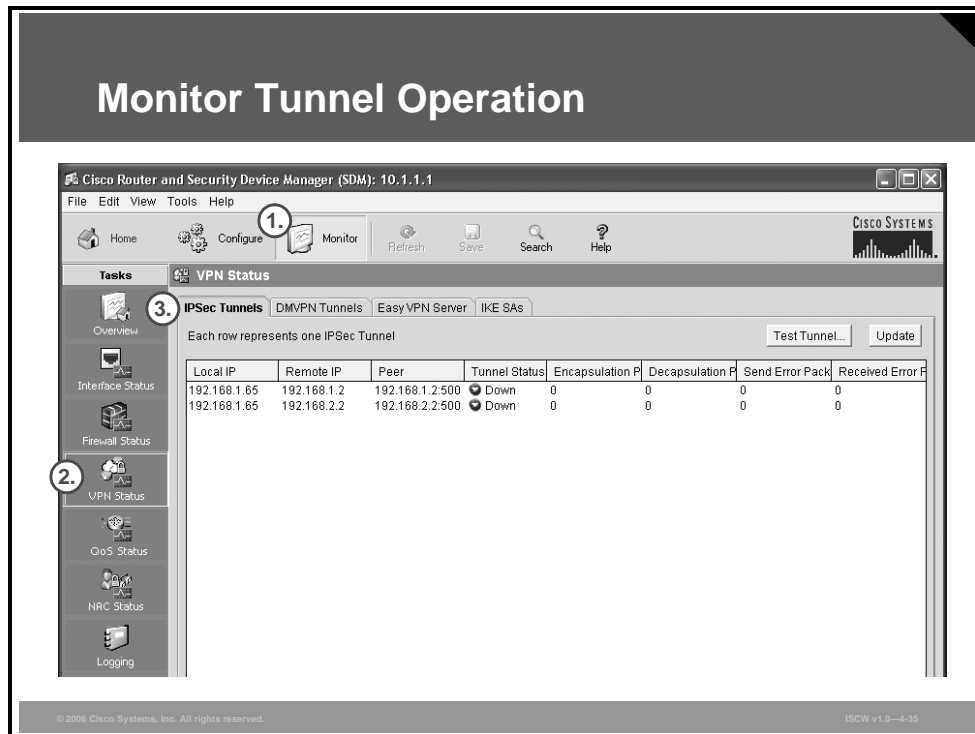 Monitor Tunnel Operation
Cisco Router and Security Device Manager (SDM): 10.1.1.1
File Edit View Tools Help
1.
Home Configure Monitor Refresh Save Search Help
CISCO SYSTEMS
Tasks
VPN Status
3.
IPSec Tunnels DMVPN Tunnels Easy VPN Server IKE SAs
Overview
Each row represents one IPSec Tunnel
Test Tunnel... Update
Local IP Remote IP Peer Tunnel Status Encapsulation P Decapsulation P Send Error Pack Received Error P
192.168.1.65 192.168.1.2 192.168.1.2:500 Down 0 0 0 0
192.168.1.65 192.168.2.2 192.168.2.2:500 Down 0 0 0 0
Interface Status
Firewall Status
2.
VPN Status
QoS Status
NAC Status
Logging
© 2006 Cisco Systems, Inc. All rights reserved.
ISCW v1.0—4-35